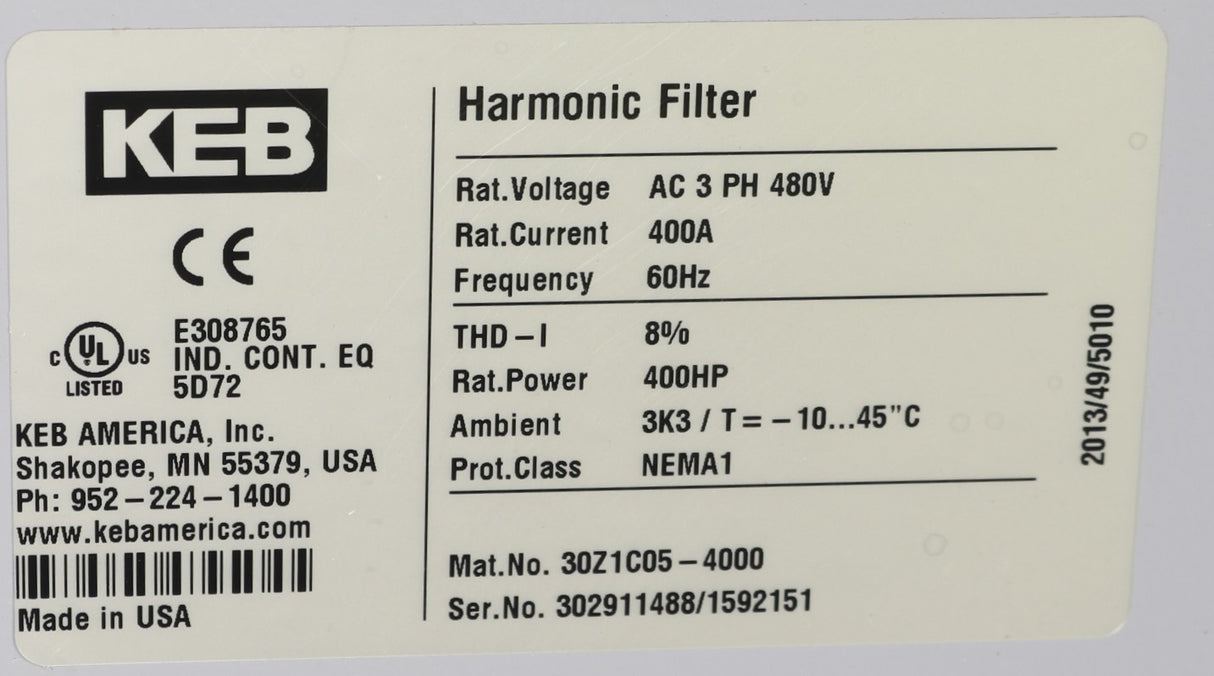 KEB
CE
c UL us
LISTED
E308765
IND. CONT. EQ
5D72
KEB AMERICA, Inc.
Shakopee, MN 55379, USA
Ph: 952-224-1400
www.kebamerica.com
Made in USA
Harmonic Filter
Rat.Voltage AC 3 PH 480V
Rat.Current 400A
Frequency 60Hz
THD-I 8%
Rat.Power 400HP
Ambient 3K3 / T= -10...45"C
Prot.Class NEMA1
Mat.No. 30Z1C05-4000
Ser.No. 302911488/1592151
2013/49/5010